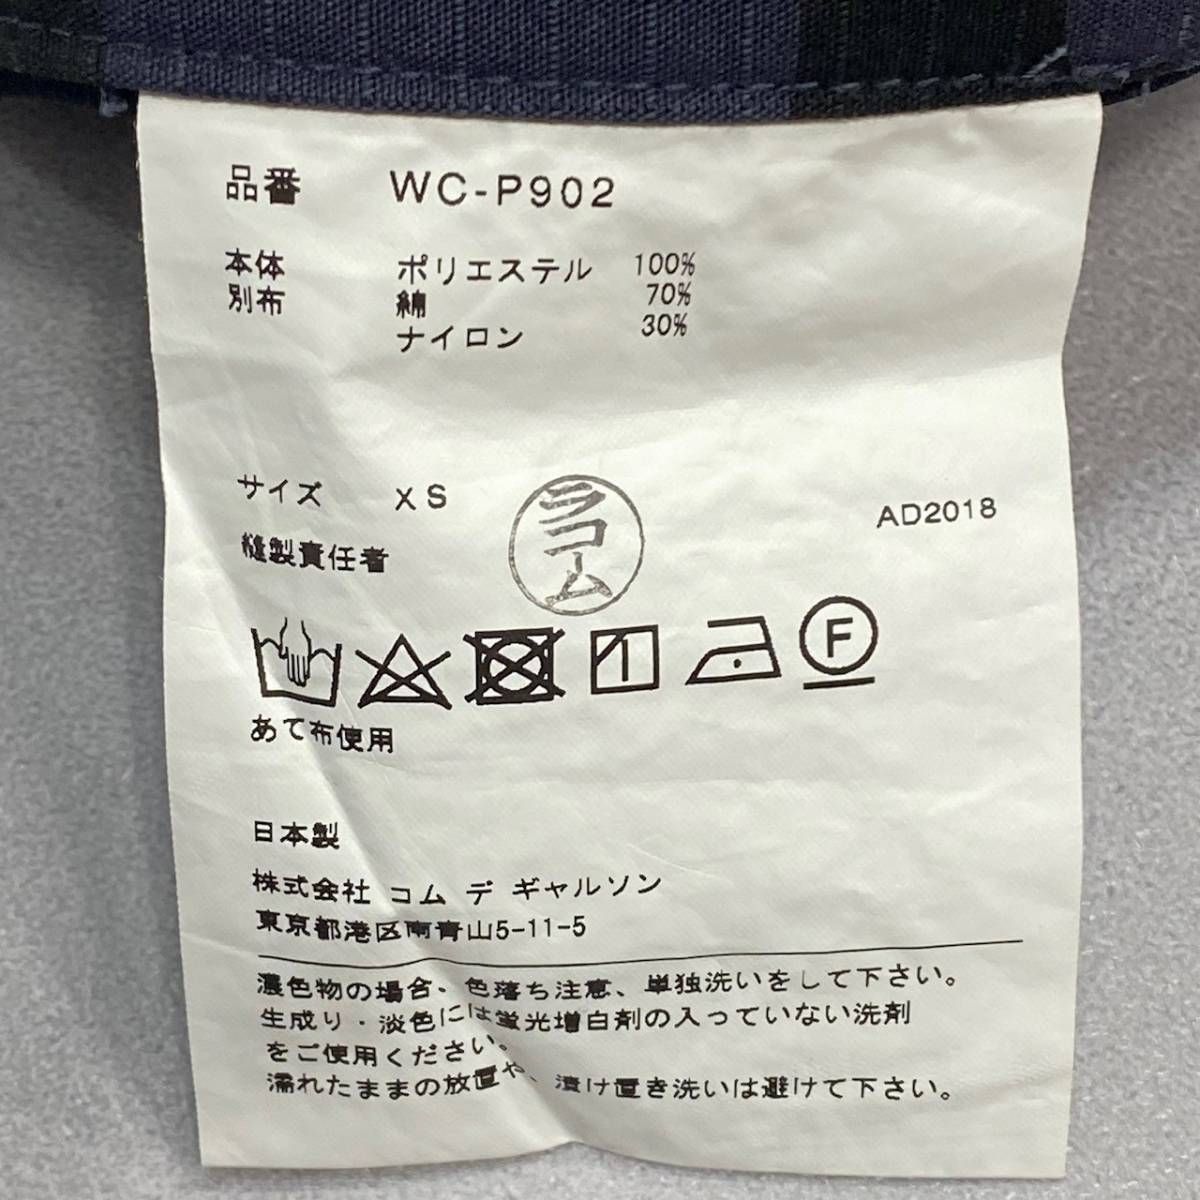 品番 WC-P902
本体 ポリエステル 100%
別布 綿 70%
ナイロン 30%
サイズ XS
ラコーム
AD2018
縫製責任者
F
あて布使用
日本製
株式会社 コム デ ギャルソン
東京都港区南青山5-11-5
濃色物の場合・色落ち注意、単独洗いをして下さい。
生成り・淡色には蛍光増白剤の入っていない洗剤
をご使用ください。
濡れたままの放置や、漬け置き洗いは避けて下さい。